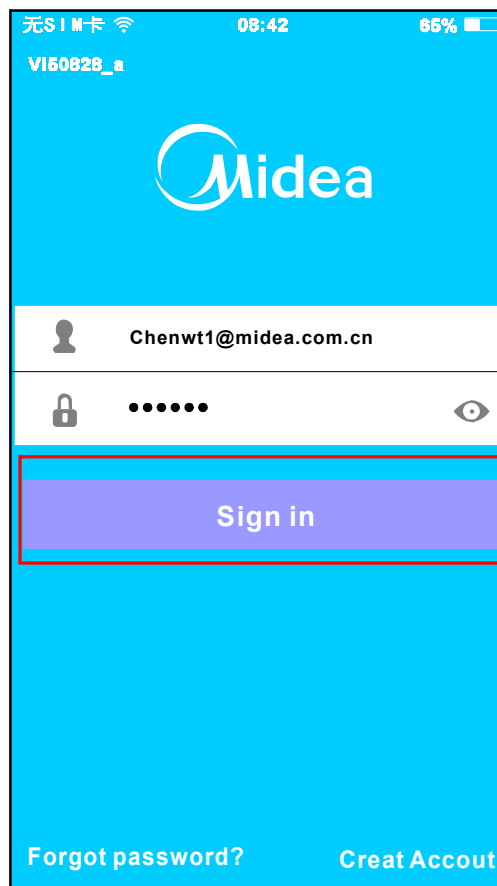 无SIM卡 08:42 65%
VI50828_a
Midea
Chenwt1@midea.com.cn
••••••
Sign in
Forgot password? Creat Accout